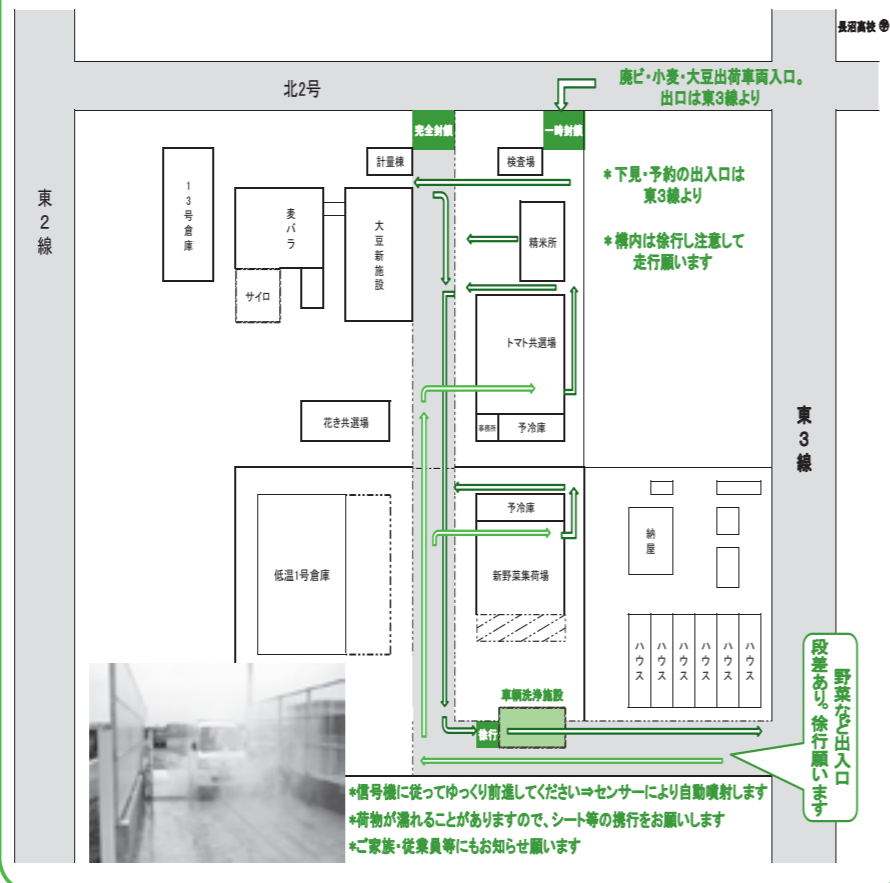 長沼高校
北2号
廃ビ・小麦・大豆出荷車両入口。
出口は東3線より
完全封鎖
一時封鎖
計量棟
検査場
13号倉庫
麦バラ
大豆新施設
精米所
*下見・予約の出入口は
東3線より
*構内は徐行し注意して
走行願います
東2線
サイロ
トマト共選場
花き共選場
事務所
予冷庫
東3線
予冷庫
納屋
低温1号倉庫
新野菜集荷場
ハウス
ハウス
ハウス
ハウス
ハウス
ハウス
車輌洗浄施設
徐行
野菜など出入口
段差あり。徐行願います
*信号機に従ってゆっくり前進してください⇒センサーにより自動噴射します
*荷物が濡れることがありますので、シート等の携行をお願いします
*ご家族・従業員等にもお知らせ願います